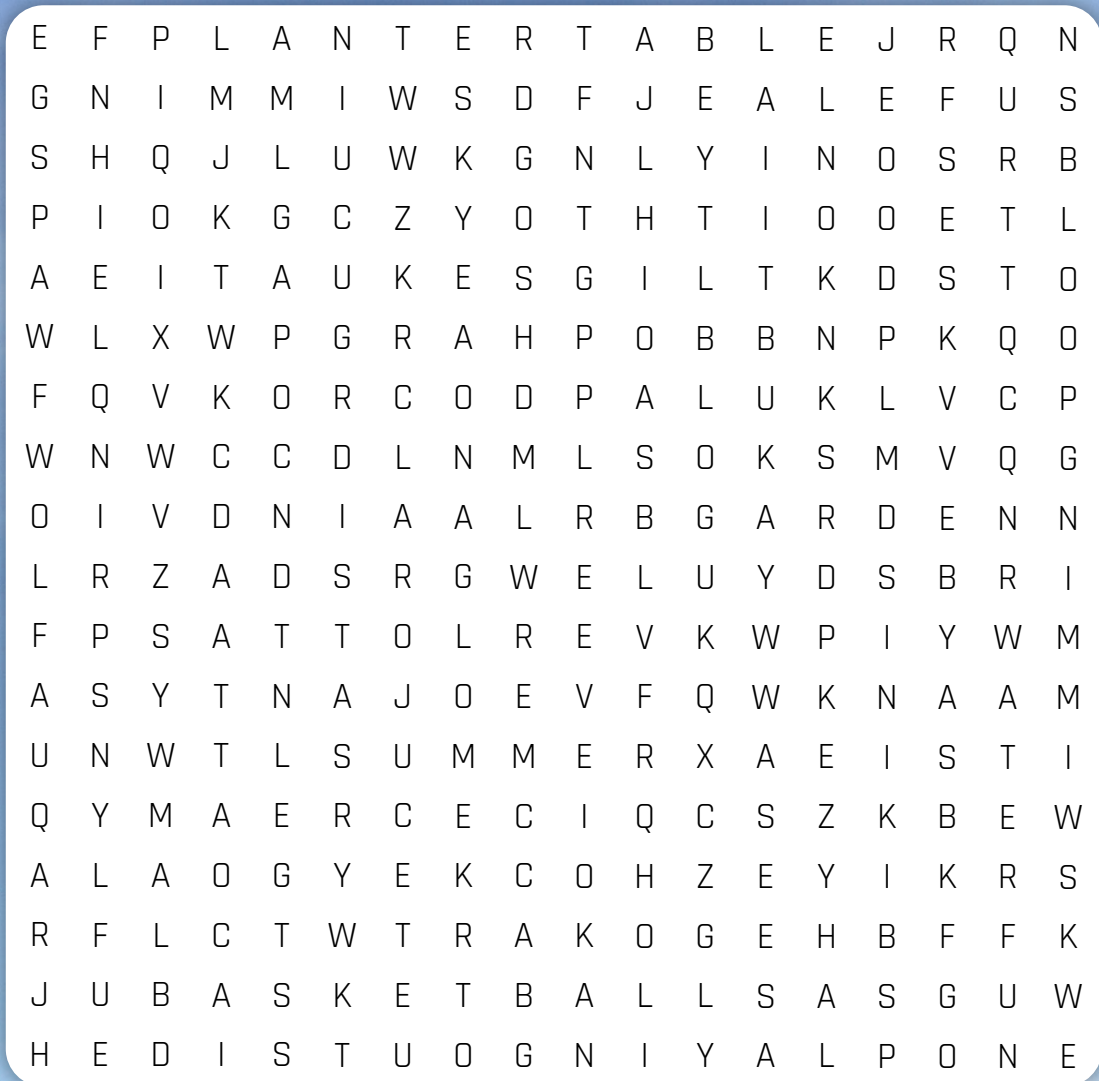 E F P L A N T E R T A B L E J R Q N
G N I M M I W S D F J E A L E F U S
S H Q J L U W K G N L Y I N O S R B
P I O K G C Z Y O T H T I O O E T L
A E I T A U K E S G I L T K D S T O
W L X W P G R A H P O B B N P K Q O
F Q V K O R C O D P A L U K L V C P
W N W C C D L N M L S O K S M V Q G
O I V D N I A A L R B G A R D E N N
L R Z A D S R G W E L U Y D S B R I
F P S A T T O L R E V K W P I Y W M
A S Y T N A J O E V F Q W K N A A M
U N W T L S U M M E R X A E I S T I
Q Y M A E R C E C I Q C S Z K B E W
A L A O G Y E K C O H Z E Y I K R S
R F L C T W T R A K O G E H B F F K
J U B A S K E T B A L L S A S G U W
H E D I S T U O G N I Y A L P O N E